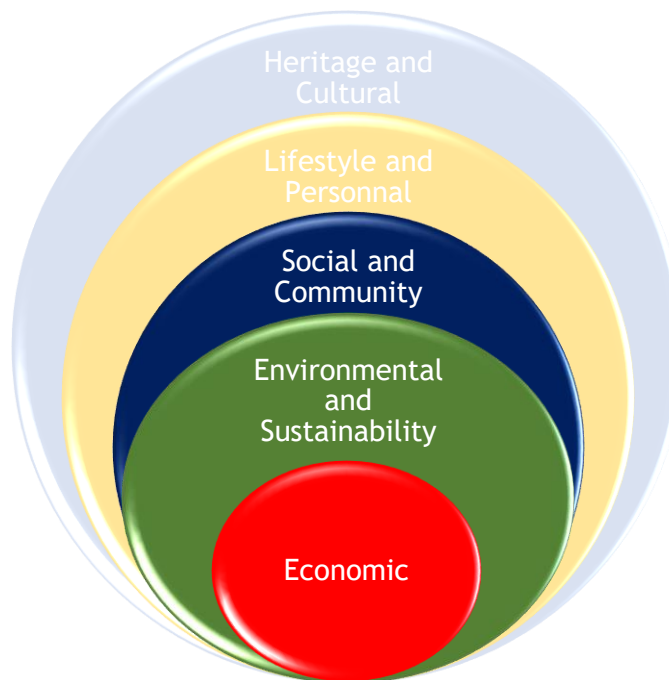 Heritage and
Cultural
Lifestyle and
Personnal
Social and
Community
Environmental
and
Sustainability
Economic